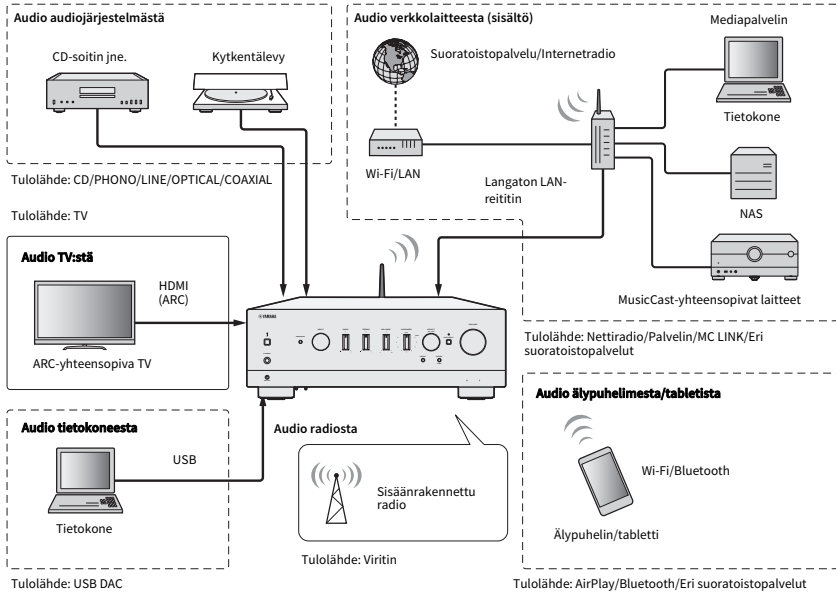 Audio audiojärjestelmästä
CD-soitin jne.
Kytkentälevy
Tulolähde: CD/PHONO/LINE/OPTICAL/COAXIAL
Audio verkkolaitteesta (sisältö)
Suoratoistopalvelu/Internetradio
Wi-Fi/LAN
Langaton LAN-
reititin
Mediapalvelin
Tietokone
NAS
MusicCast-yhteensopivat laitteet
Tulolähde: Nettiradio/Palvelin/MC LINK/Eri
suoratoistopalvelut
Tulolähde: TV
Audio TV:stä
HDMI
(ARC)
ARC-yhteensopiva TV
YAMAHA
Audio tietokoneesta
USB
Tietokone
Tulolähde: USB DAC
Audio radiosta
Sisäänrakennettu
radio
Tulolähde: Viritin
Audio älypuhelimesta/tabletista
Wi-Fi/Bluetooth
Älypuhelin/tabletti
Tulolähde: AirPlay/Bluetooth/Eri suoratoistopalvelut